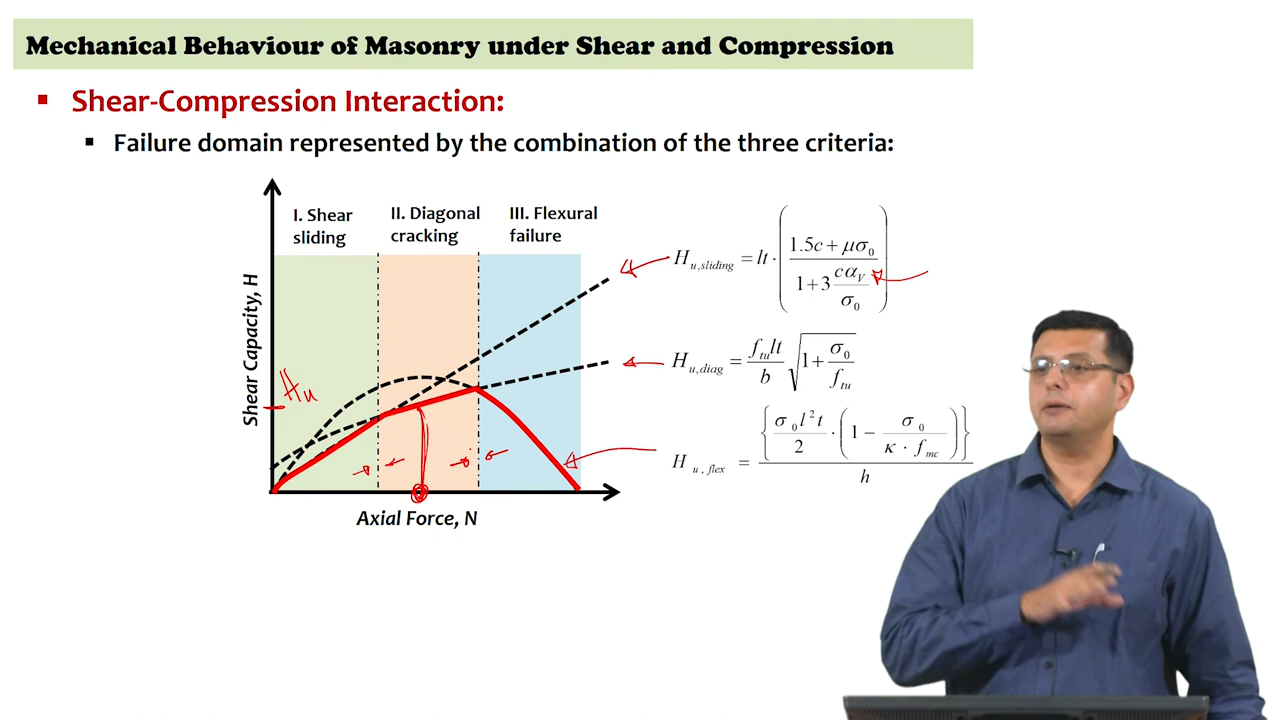 Mechanical Behaviour of Masonry under Shear and Compression
Shear-Compression Interaction:
Failure domain represented by the combination of the three criteria:
I. Shear sliding
II. Diagonal cracking
III. Flexural failure
Shear Capacity, H
Hu
Axial Force, N
H_{u,sliding} = lt · ( (1.5c + μσ_0) / (1 + 3 cα_V / σ_0) )
H_{u,diag} = f_{tu}lt / b √(1 + σ_0 / f_{tu})
H_{u,flex} = { σ_0 l^2 t / 2 · (1 − σ_0 / (κ · f_{mc})) } / h